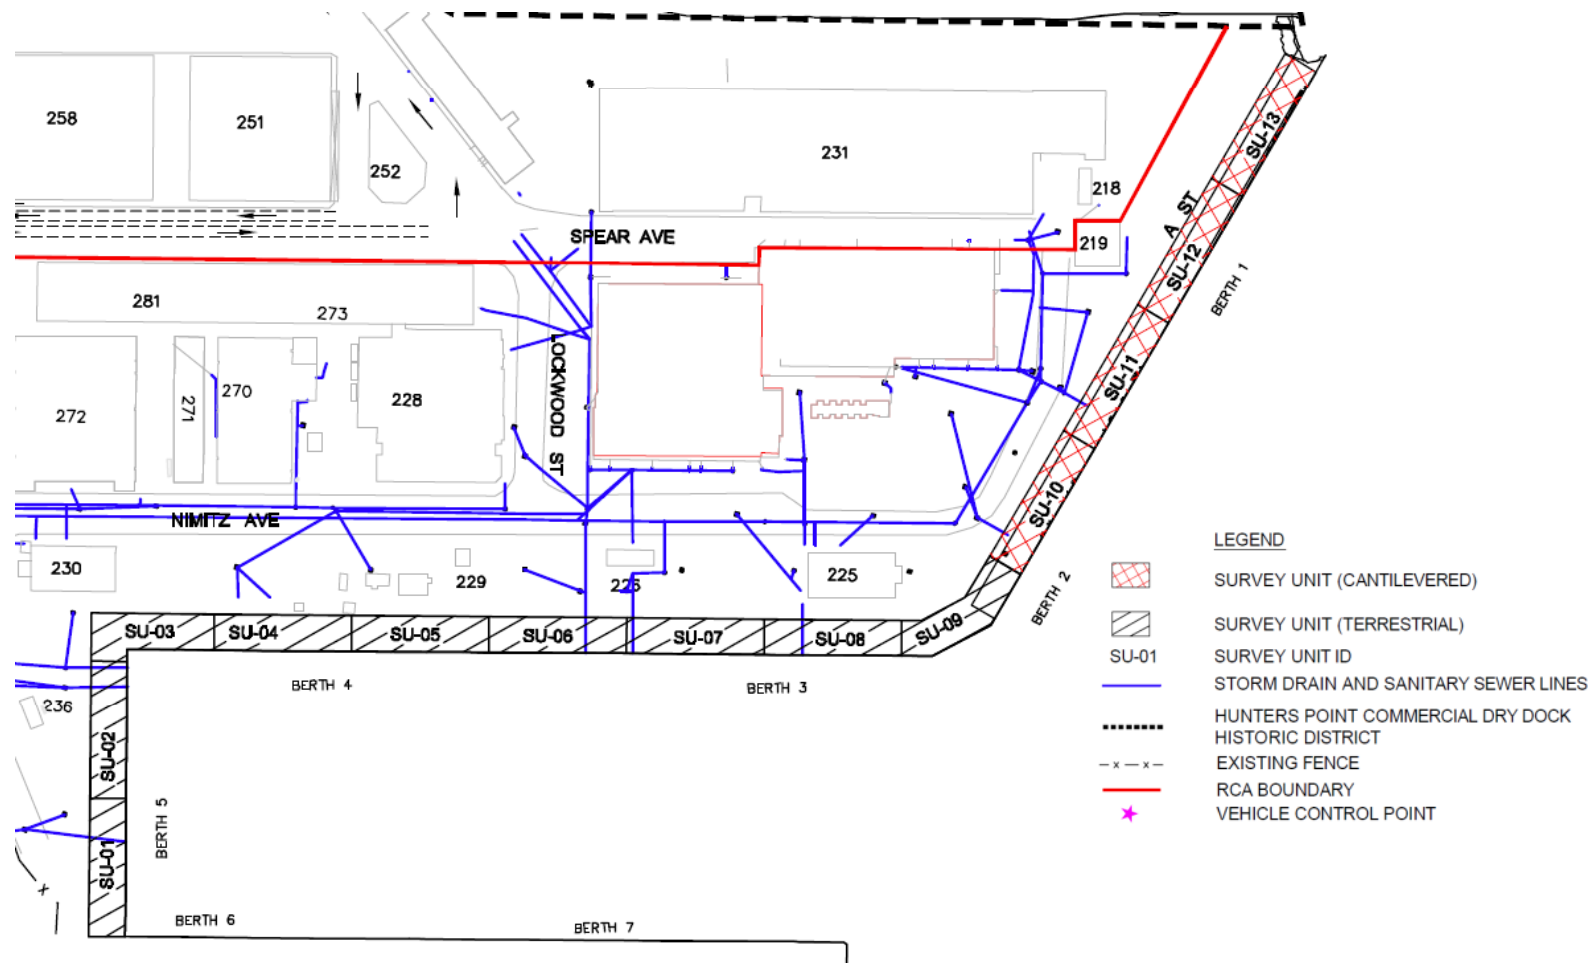 258
251
252
231
218
219
SPEAR AVE
A ST
SU-13
SU-12
SU-11
SU-10
BERTH 1
BERTH 2
281
273
272
271
270
228
LOCKWOOD ST
NIMITZ AVE
230
229
226
225
236
SU-03
SU-04
SU-05
SU-06
SU-07
SU-08
SU-09
SU-02
SU-01
BERTH 4
BERTH 3
BERTH 5
BERTH 6
BERTH 7
x
LEGEND
SURVEY UNIT (CANTILEVERED)
SURVEY UNIT (TERRESTRIAL)
SU-01 SURVEY UNIT ID
STORM DRAIN AND SANITARY SEWER LINES
HUNTERS POINT COMMERCIAL DRY DOCK
HISTORIC DISTRICT
– x — x – EXISTING FENCE
RCA BOUNDARY
VEHICLE CONTROL POINT